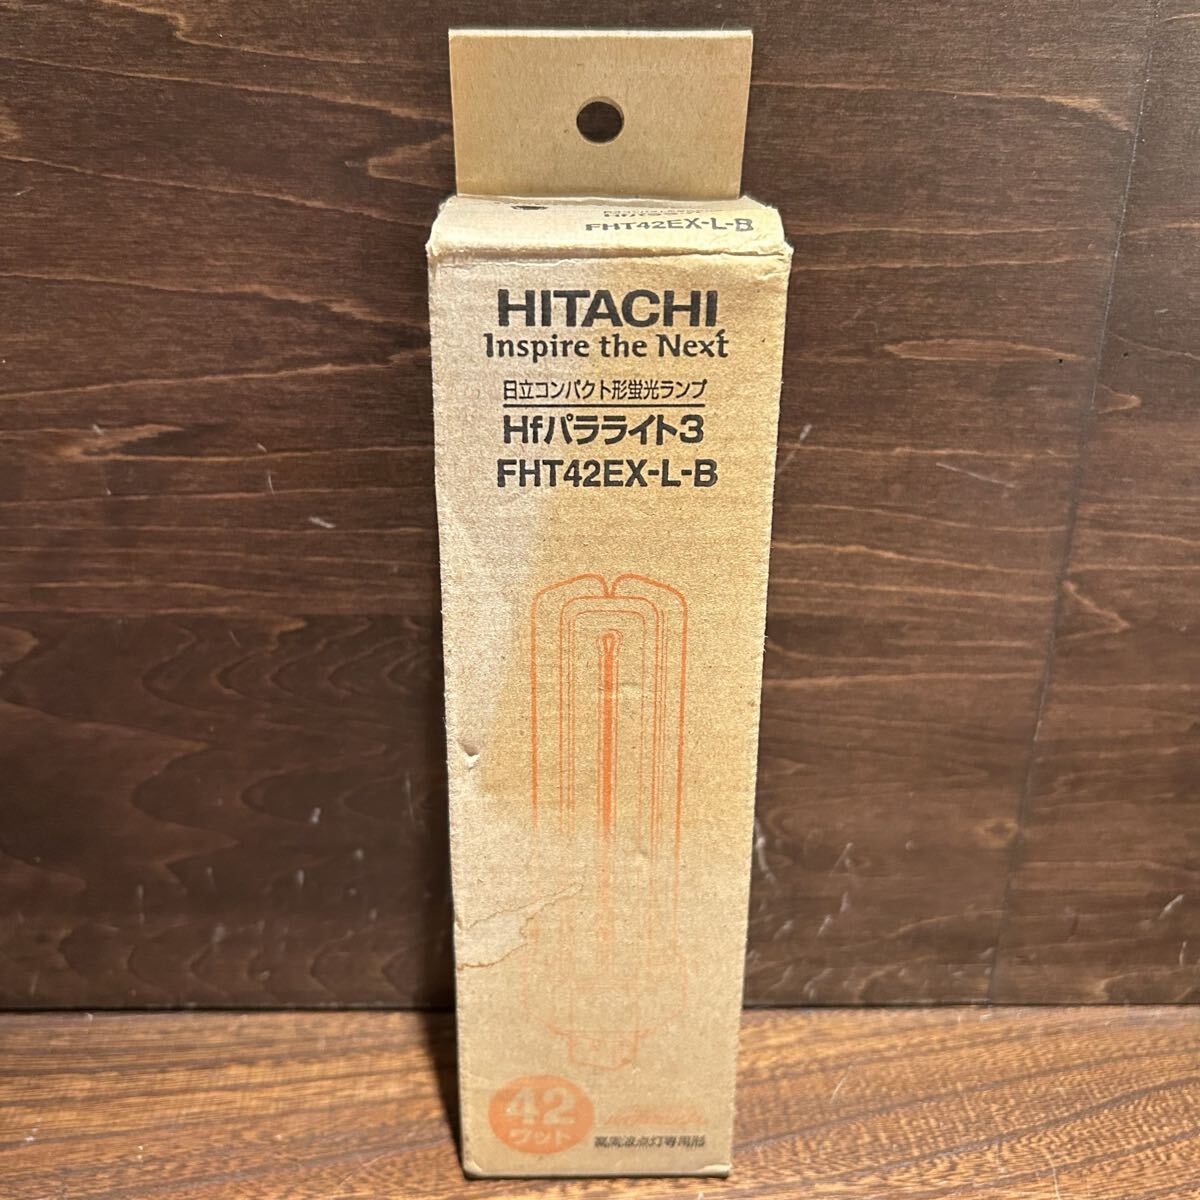 FHT42EX-L-B
HITACHI
Inspire the Next
日立コンパクト形蛍光ランプ
Hfパラライト3
FHT42EX-L-B
42
ワット
高周波点灯専用形